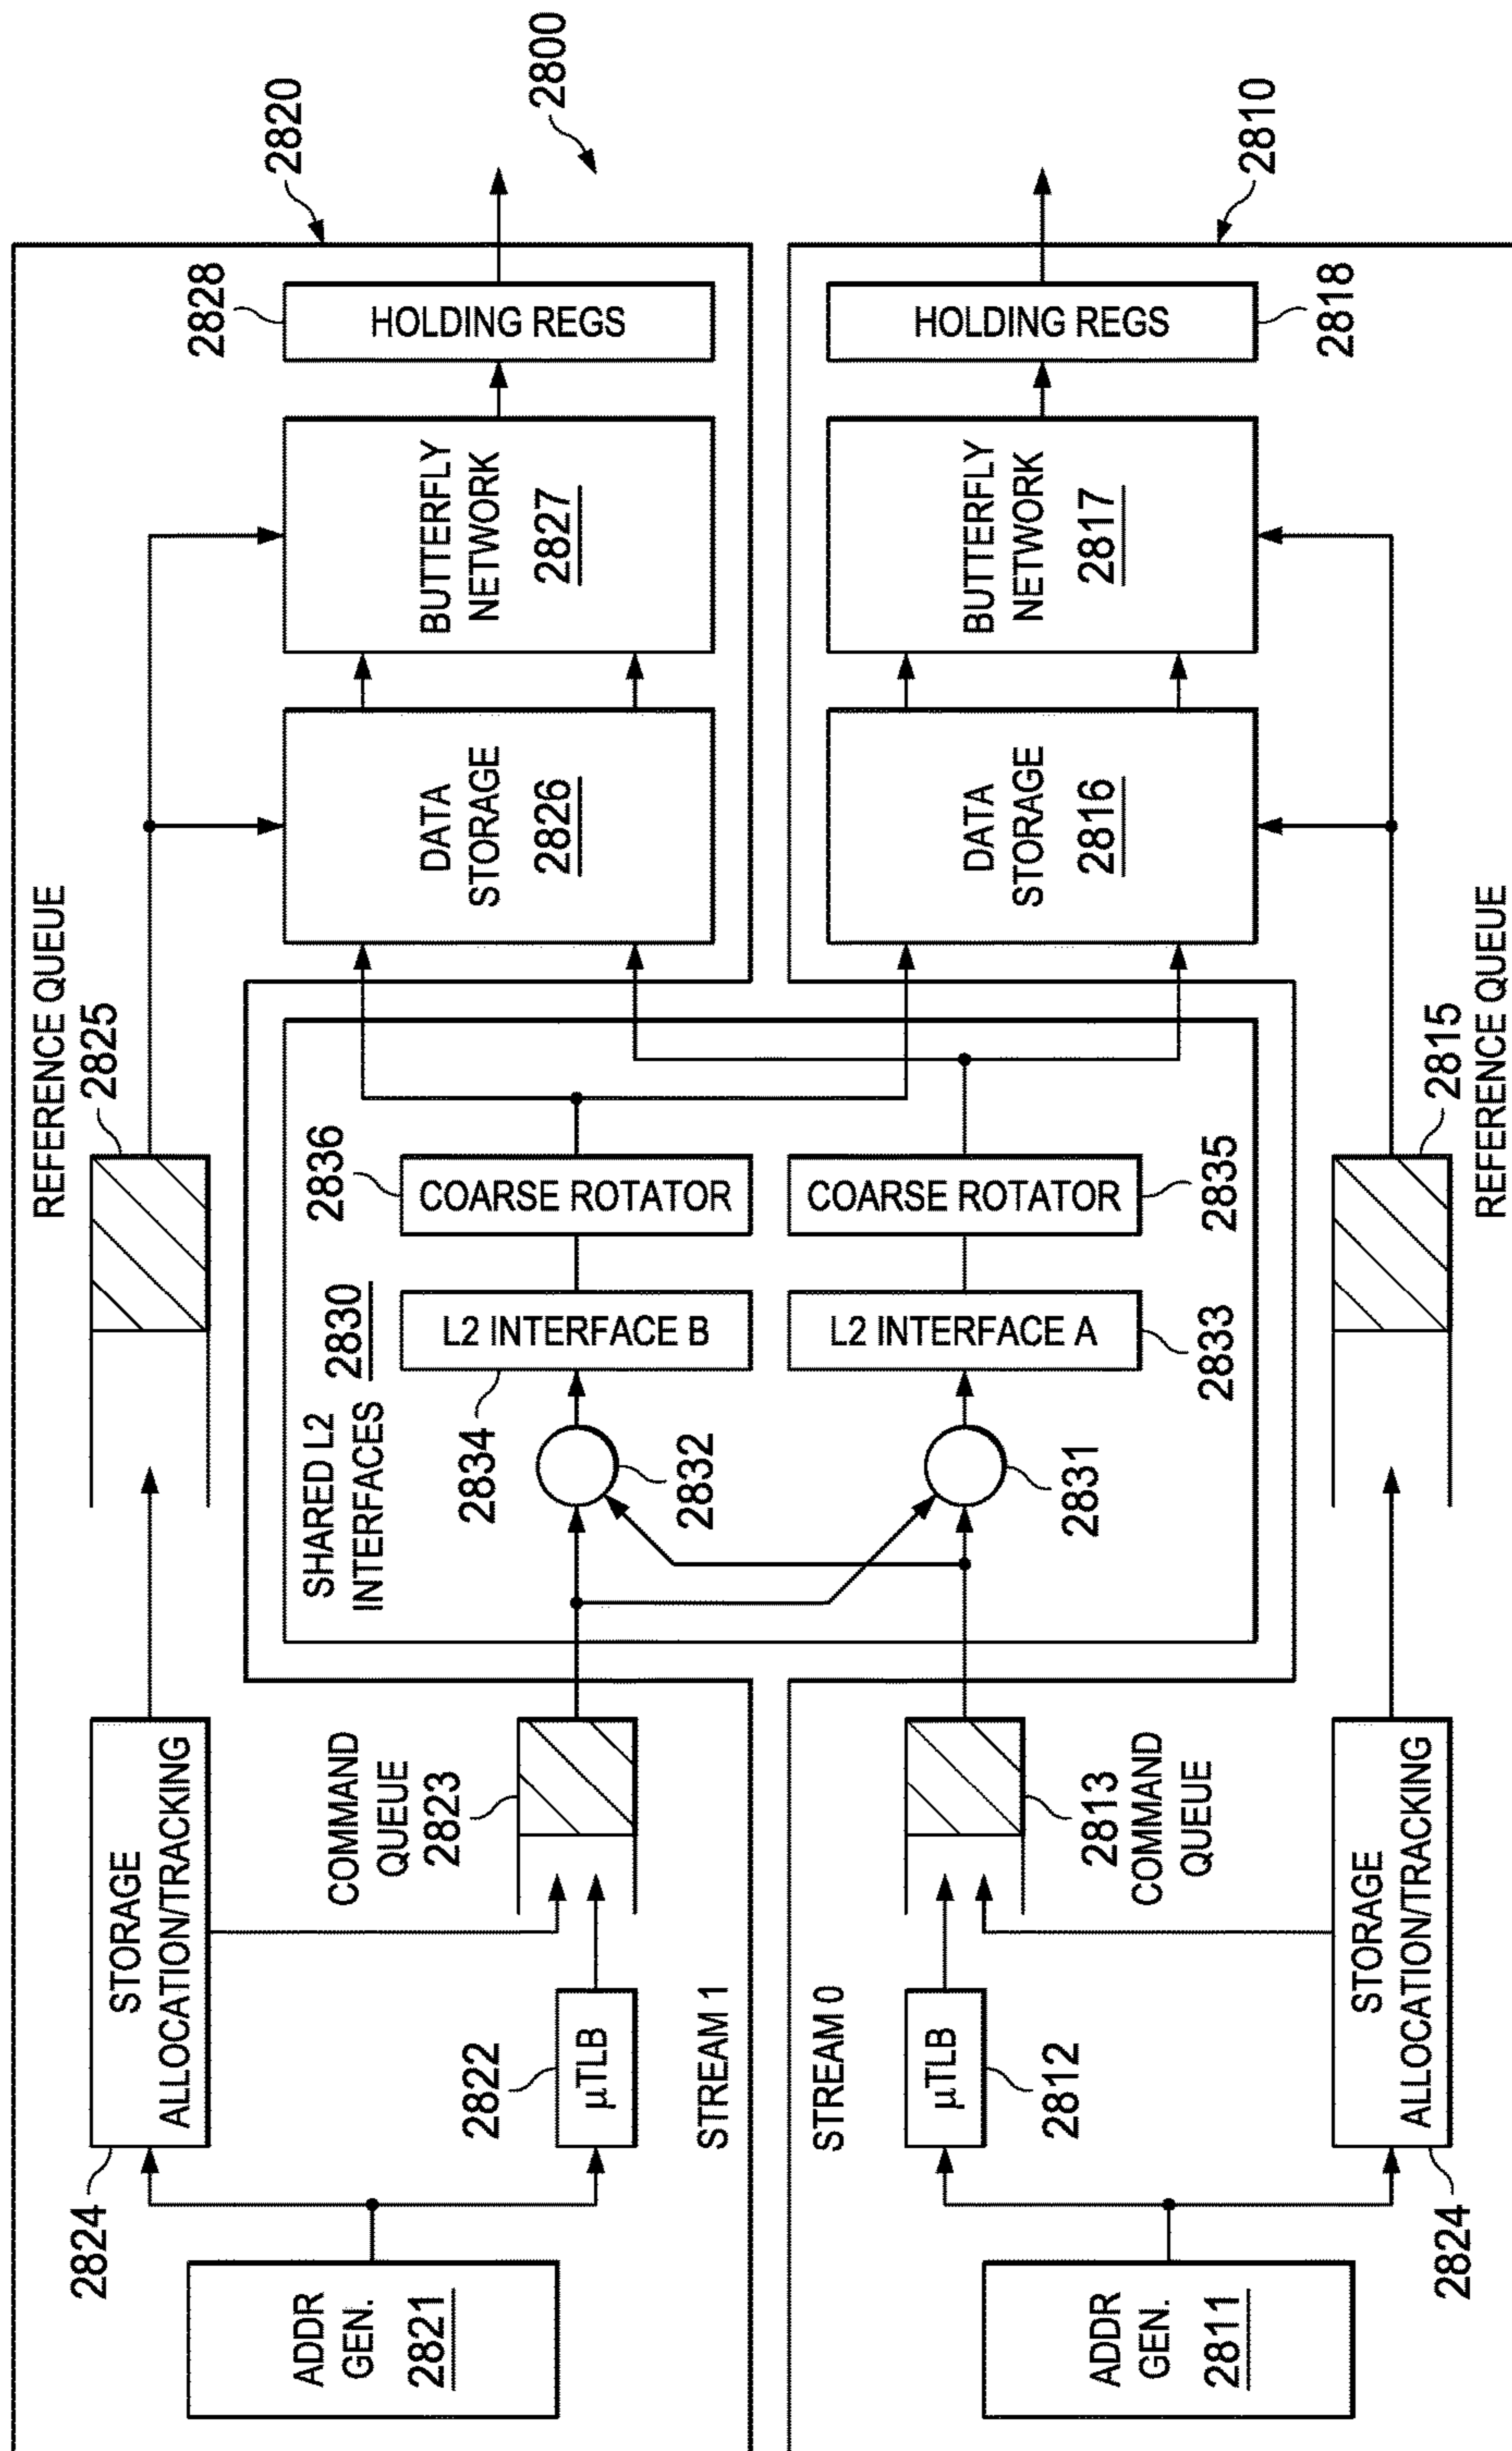 2820
2800
2810
ADDR
GEN.
2821
2824
STORAGE
ALLOCATION/TRACKING
2822
μTLB
STREAM 1
COMMAND
QUEUE
2823
REFERENCE QUEUE
2825
SHARED L2
INTERFACES
2830
2832
2834
L2 INTERFACE B
2836
COARSE ROTATOR
DATA
STORAGE
2826
BUTTERFLY
NETWORK
2827
2828
HOLDING REGS
2831
L2 INTERFACE A
2833
COARSE ROTATOR
2835
DATA
STORAGE
2816
BUTTERFLY
NETWORK
2817
HOLDING REGS
2818
STREAM 0
ADDR
GEN.
2811
μTLB
2812
2813
COMMAND
QUEUE
STORAGE
ALLOCATION/TRACKING
2824
2815
REFERENCE QUEUE